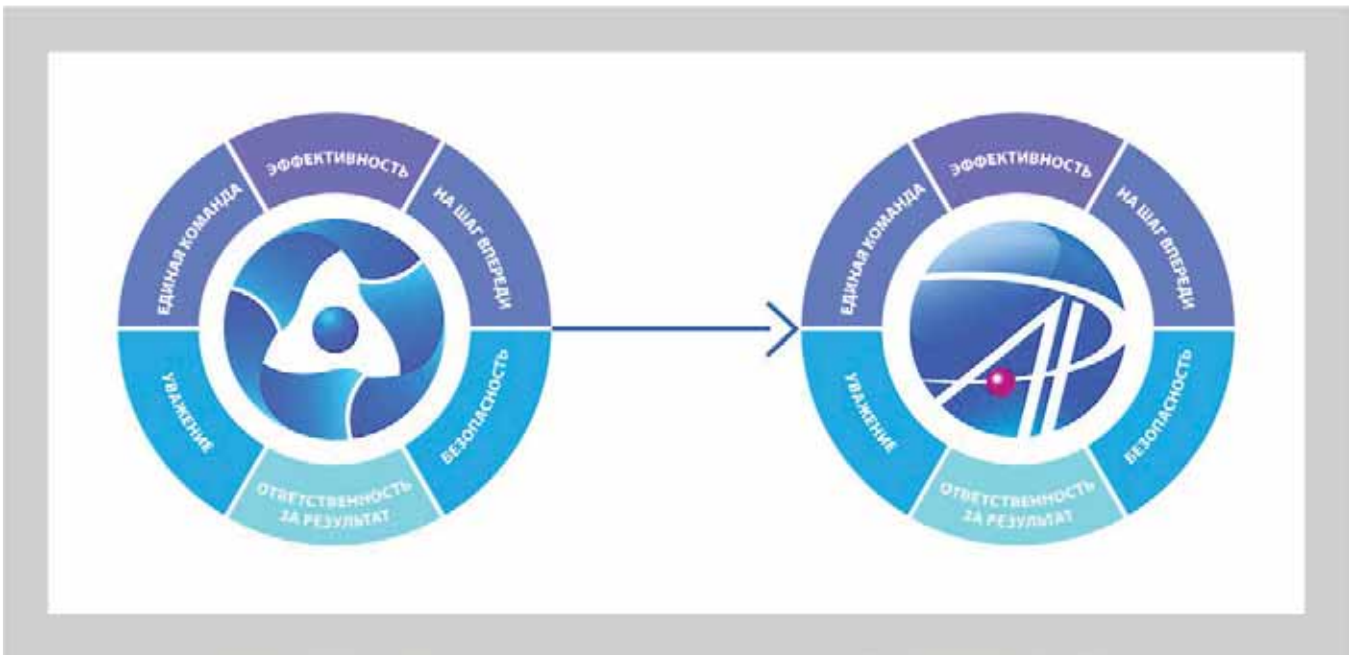 ЭФФЕКТИВНОСТЬ
НА ШАГ ВПЕРЕДИ
БЕЗОПАСНОСТЬ
ОТВЕТСТВЕННОСТЬ
ЗА РЕЗУЛЬТАТ
УВАЖЕНИЕ
ЕДИНАЯ КОМАНДА
ЭФФЕКТИВНОСТЬ
НА ШАГ ВПЕРЕДИ
БЕЗОПАСНОСТЬ
ОТВЕТСТВЕННОСТЬ
ЗА РЕЗУЛЬТАТ
УВАЖЕНИЕ
ЕДИНАЯ КОМАНДА